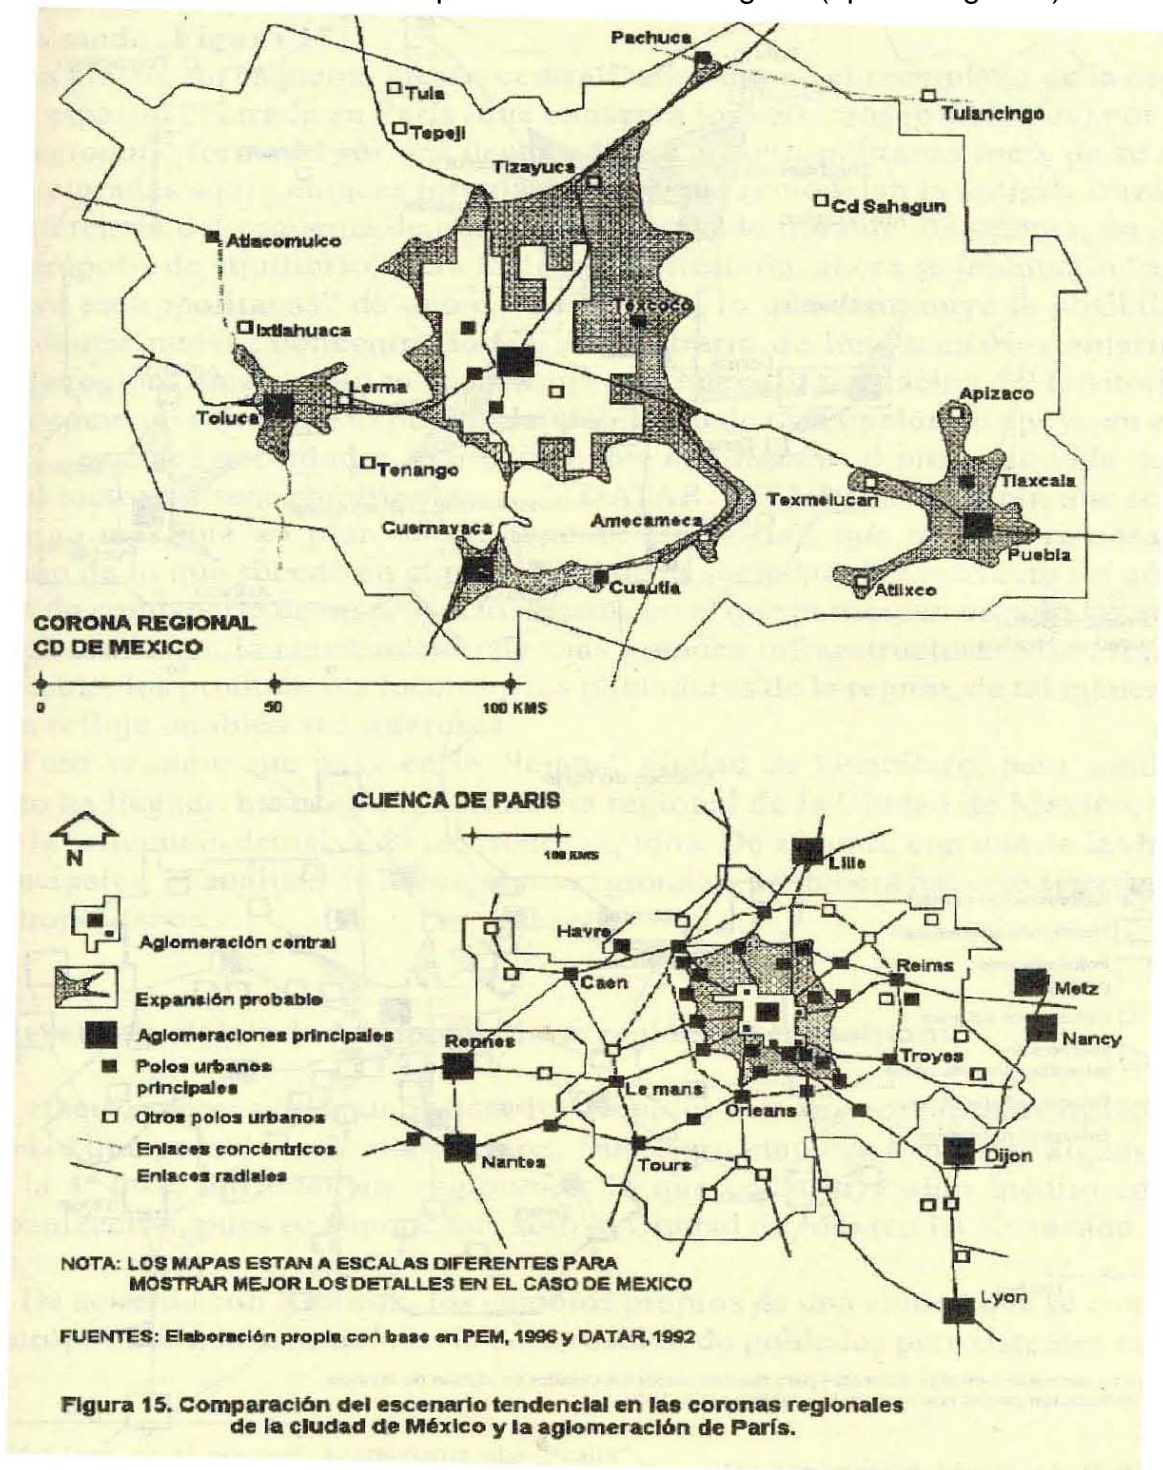 Pachuca
Tula
Tulancingo
Tepeji
Tizayuca
Cd Sahagun
Atlacomulco
Texcoco
Ixtlahuaca
Lerma
Apizaco
Toluca
Tenango
Texmelucan
Tlaxcala
Cuernavaca
Amecameca
Puebla
Cuautla
Atlixco
CORONA REGIONAL
CD DE MEXICO
0 50 100 KMS
CUENCA DE PARIS
N
100 KMS
Lille
Aglomeración central
Havre
Caen
Reims
Metz
Expansión probable
Aglomeraciones principales
Rennes
Nancy
Polos urbanos
principales
Le mans
Troyes
Orleans
Otros polos urbanos
Enlaces concéntricos
Nantes
Tours
Dijon
Enlaces radiales
NOTA: LOS MAPAS ESTAN A ESCALAS DIFERENTES PARA
MOSTRAR MEJOR LOS DETALLES EN EL CASO DE MEXICO
Lyon
FUENTES: Elaboración propia con base en PEM, 1996 y DATAR, 1992
Figura 15. Comparación del escenario tendencial en las coronas regionales
de la ciudad de México y la aglomeración de París.